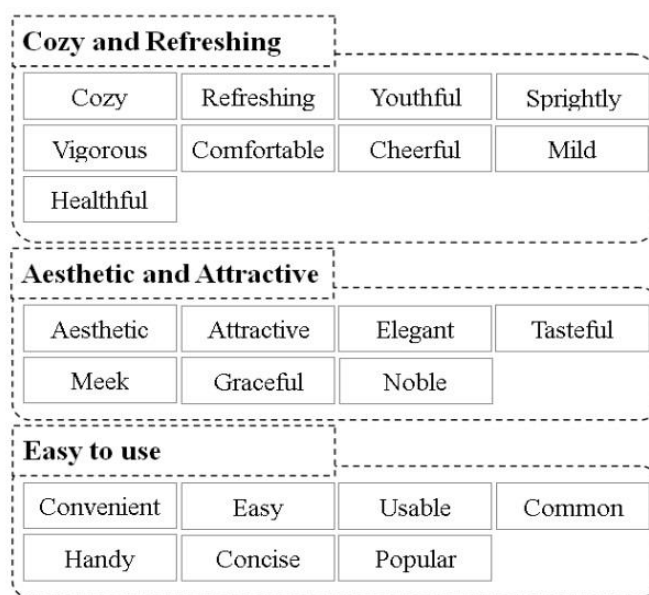 Cozy and Refreshing
Cozy Refreshing Youthful Sprightly
Vigorous Comfortable Cheerful Mild
Healthful
Aesthetic and Attractive
Aesthetic Attractive Elegant Tasteful
Meek Graceful Noble
Easy to use
Convenient Easy Usable Common
Handy Concise Popular